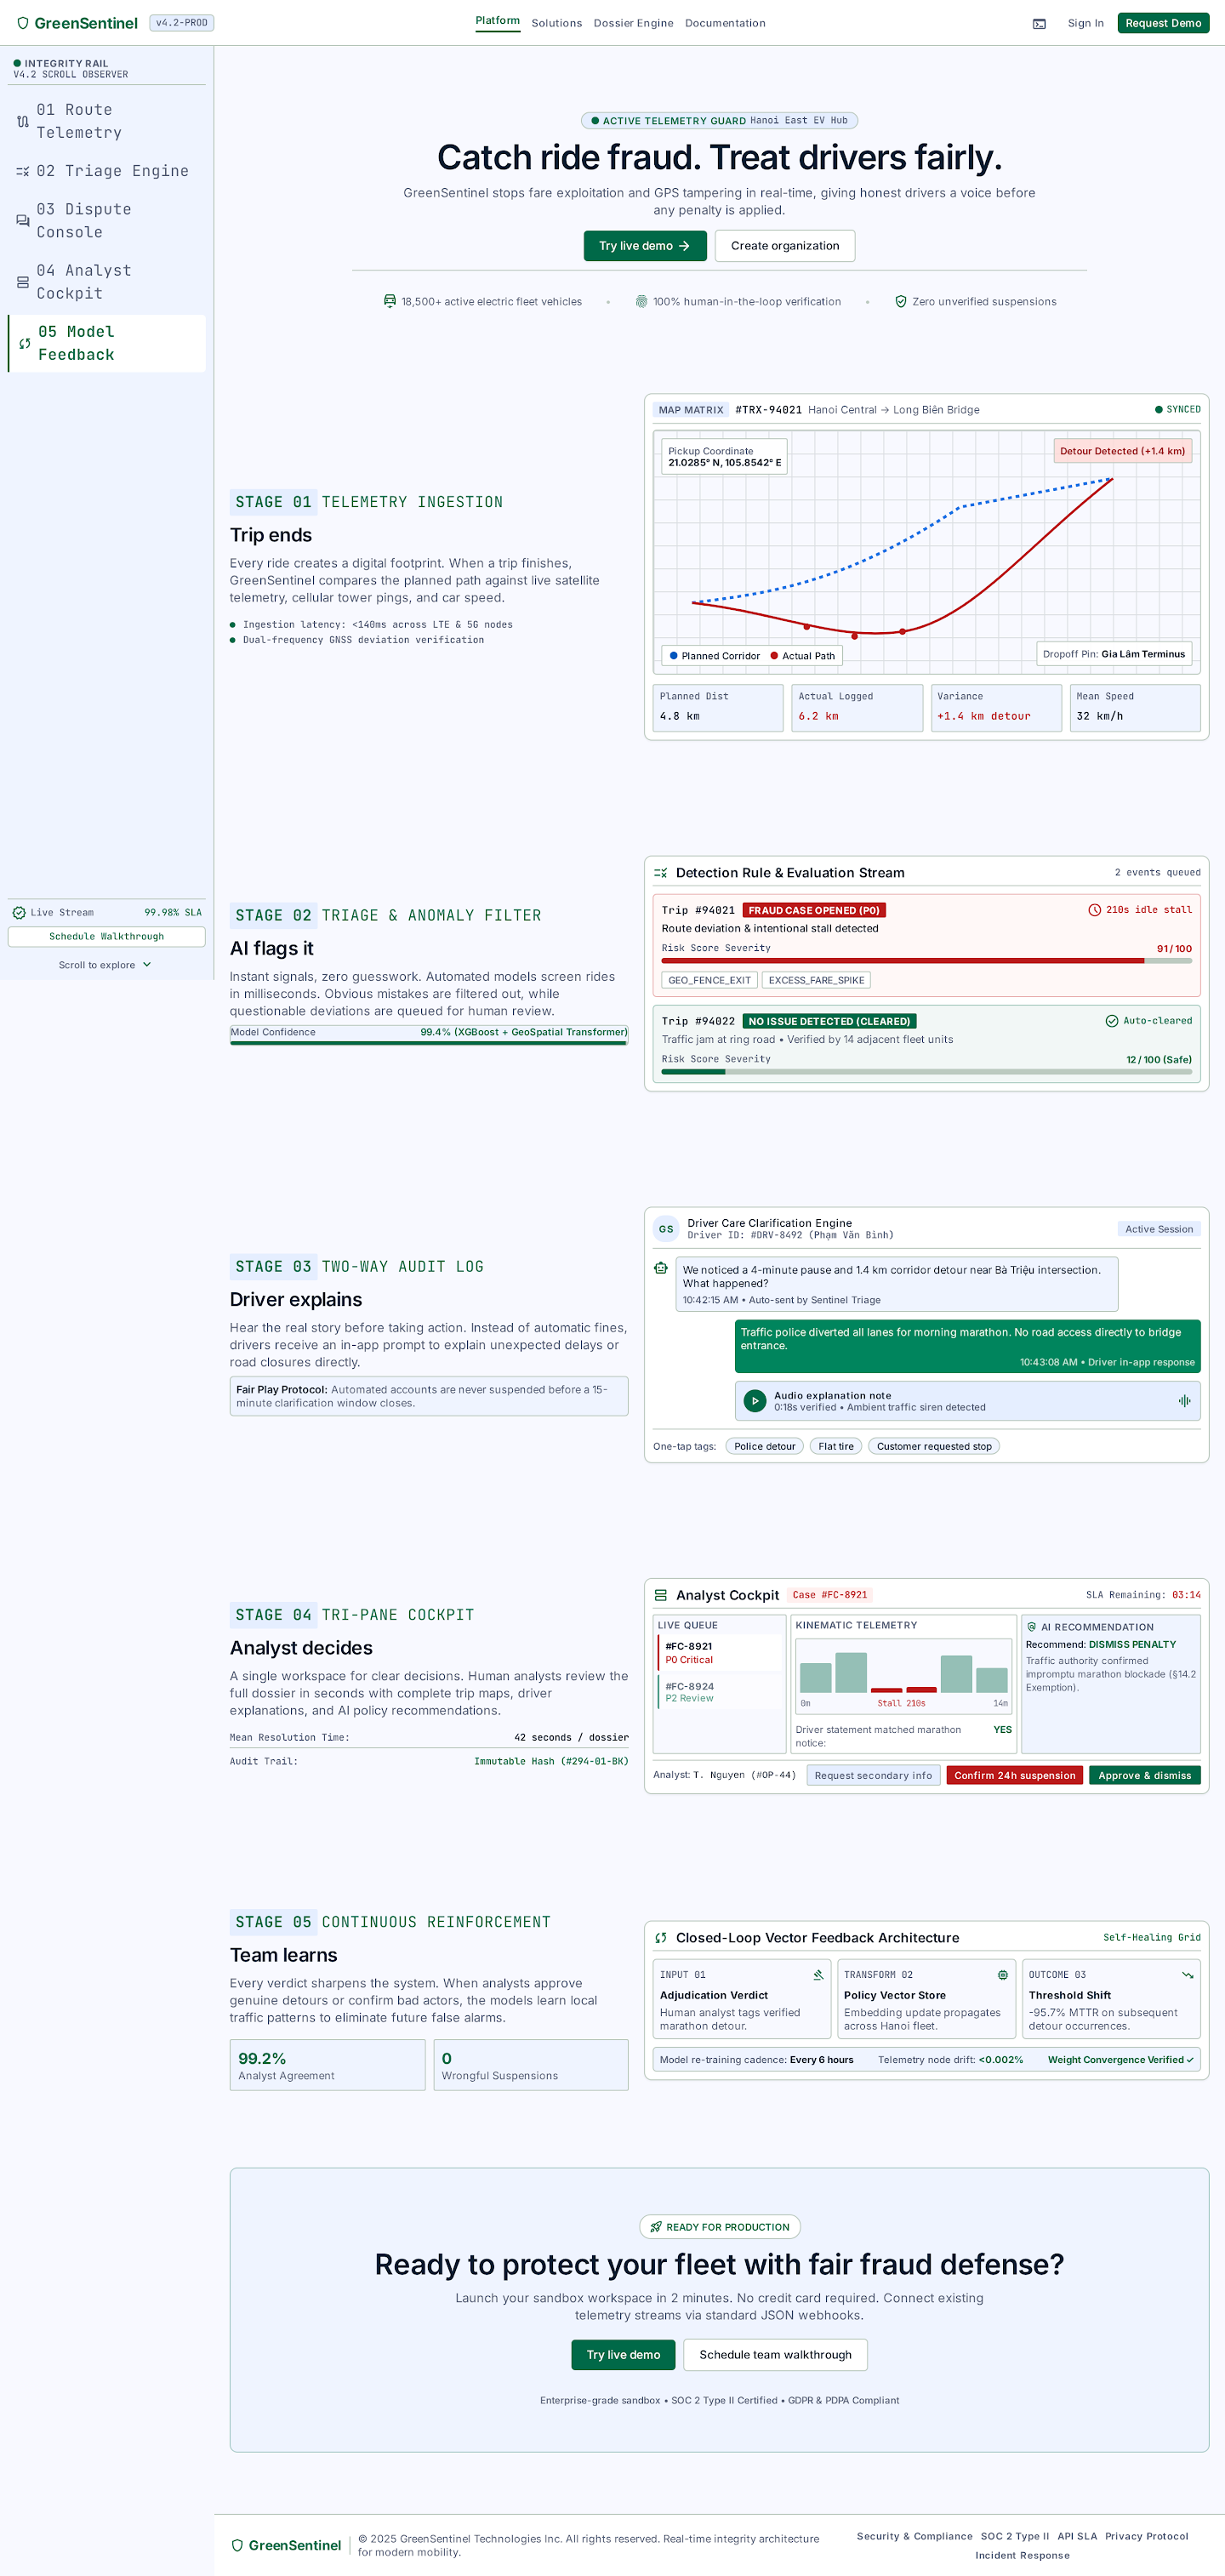 GreenSentinel v4.2-PROD Platform Solutions Dossier Engine Documentation Sign In Request Demo
INTEGRITY RAIL
V4.2 SCROLL OBSERVER
01 Route
Telemetry
02 Triage Engine
03 Dispute
Console
04 Analyst
Cockpit
05 Model
Feedback
Live Stream 99.98% SLA
Schedule Walkthrough
Scroll to explore
ACTIVE TELEMETRY GUARD Hanoi East EV Hub
Catch ride fraud. Treat drivers fairly.
GreenSentinel stops fare exploitation and GPS tampering in real-time, giving honest drivers a voice before
any penalty is applied.
Try live demo → Create organization
18,500+ active electric fleet vehicles • 100% human-in-the-loop verification • Zero unverified suspensions
STAGE 01 TELEMETRY INGESTION
Trip ends
Every ride creates a digital footprint. When a trip finishes,
GreenSentinel compares the planned path against live satellite
telemetry, cellular tower pings, and car speed.
Ingestion latency: <140ms across LTE & 5G nodes
Dual-frequency GNSS deviation verification
MAP MATRIX #TRX-94021 Hanoi Central → Long Biên Bridge SYNCED
Pickup Coordinate
21.0285° N, 105.8542° E
Detour Detected (+1.4 km)
Planned Corridor Actual Path
Dropoff Pin: Gia Lâm Terminus
Planned Dist Actual Logged Variance Mean Speed
4.8 km 6.2 km +1.4 km detour 32 km/h
STAGE 02 TRIAGE & ANOMALY FILTER
AI flags it
Instant signals, zero guesswork. Automated models screen rides
in milliseconds. Obvious mistakes are filtered out, while
questionable deviations are queued for human review.
Model Confidence 99.4% (XGBoost + GeoSpatial Transformer)
Detection Rule & Evaluation Stream 2 events queued
Trip #94021 FRAUD CASE OPENED (P0) 210s idle stall
Route deviation & intentional stall detected
Risk Score Severity 91/100
GEO_FENCE_EXIT EXCESS_FARE_SPIKE
Trip #94022 NO ISSUE DETECTED (CLEARED) Auto-cleared
Traffic jam at ring road • Verified by 14 adjacent fleet units
Risk Score Severity 12/100 (Safe)
STAGE 03 TWO-WAY AUDIT LOG
Driver explains
Hear the real story before taking action. Instead of automatic fines,
drivers receive an in-app prompt to explain unexpected delays or
road closures directly.
Fair Play Protocol: Automated accounts are never suspended before a 15-
minute clarification window closes.
GS Driver Care Clarification Engine Active Session
Driver ID: #DRV-8492 (Phạm Văn Bình)
We noticed a 4-minute pause and 1.4 km corridor detour near Bà Triệu intersection.
What happened?
10:42:15 AM • Auto-sent by Sentinel Triage
Traffic police diverted all lanes for morning marathon. No road access directly to bridge
entrance.
10:43:08 AM • Driver in-app response
Audio explanation note
0:18s verified • Ambient traffic siren detected
One-tap tags: Police detour Flat tire Customer requested stop
STAGE 04 TRI-PANE COCKPIT
Analyst decides
A single workspace for clear decisions. Human analysts review the
full dossier in seconds with complete trip maps, driver
explanations, and AI policy recommendations.
Mean Resolution Time: 42 seconds / dossier
Audit Trail: Immutable Hash (#294-01-BK)
Analyst Cockpit Case #FC-8921 SLA Remaining: 03:14
LIVE QUEUE
#FC-8921
P0 Critical
#FC-8924
P2 Review
KINEMATIC TELEMETRY
0m Stall 210s 14m
Driver statement matched marathon YES
notice:
AI RECOMMENDATION
Recommend: DISMISS PENALTY
Traffic authority confirmed
impromptu marathon blockade (§14.2
Exemption).
Analyst: T. Nguyen (#OP-44) Request secondary info Confirm 24h suspension Approve & dismiss
STAGE 05 CONTINUOUS REINFORCEMENT
Team learns
Every verdict sharpens the system. When analysts approve
genuine detours or confirm bad actors, the models learn local
traffic patterns to eliminate future false alarms.
99.2% 0
Analyst Agreement Wrongful Suspensions
Closed-Loop Vector Feedback Architecture Self-Healing Grid
INPUT 01
Adjudication Verdict
Human analyst tags verified
marathon detour.
TRANSFORM 02
Policy Vector Store
Embedding update propagates
across Hanoi fleet.
OUTCOME 03
Threshold Shift
-95.7% MTTR on subsequent
detour occurrences.
Model re-training cadence: Every 6 hours Telemetry node drift: <0.002% Weight Convergence Verified ✓
READY FOR PRODUCTION
Ready to protect your fleet with fair fraud defense?
Launch your sandbox workspace in 2 minutes. No credit card required. Connect existing
telemetry streams via standard JSON webhooks.
Try live demo Schedule team walkthrough
Enterprise-grade sandbox • SOC 2 Type II Certified • GDPR & PDPA Compliant
GreenSentinel © 2025 GreenSentinel Technologies Inc. All rights reserved. Real-time integrity architecture
for modern mobility.
Security & Compliance SOC 2 Type II API SLA Privacy Protocol
Incident Response